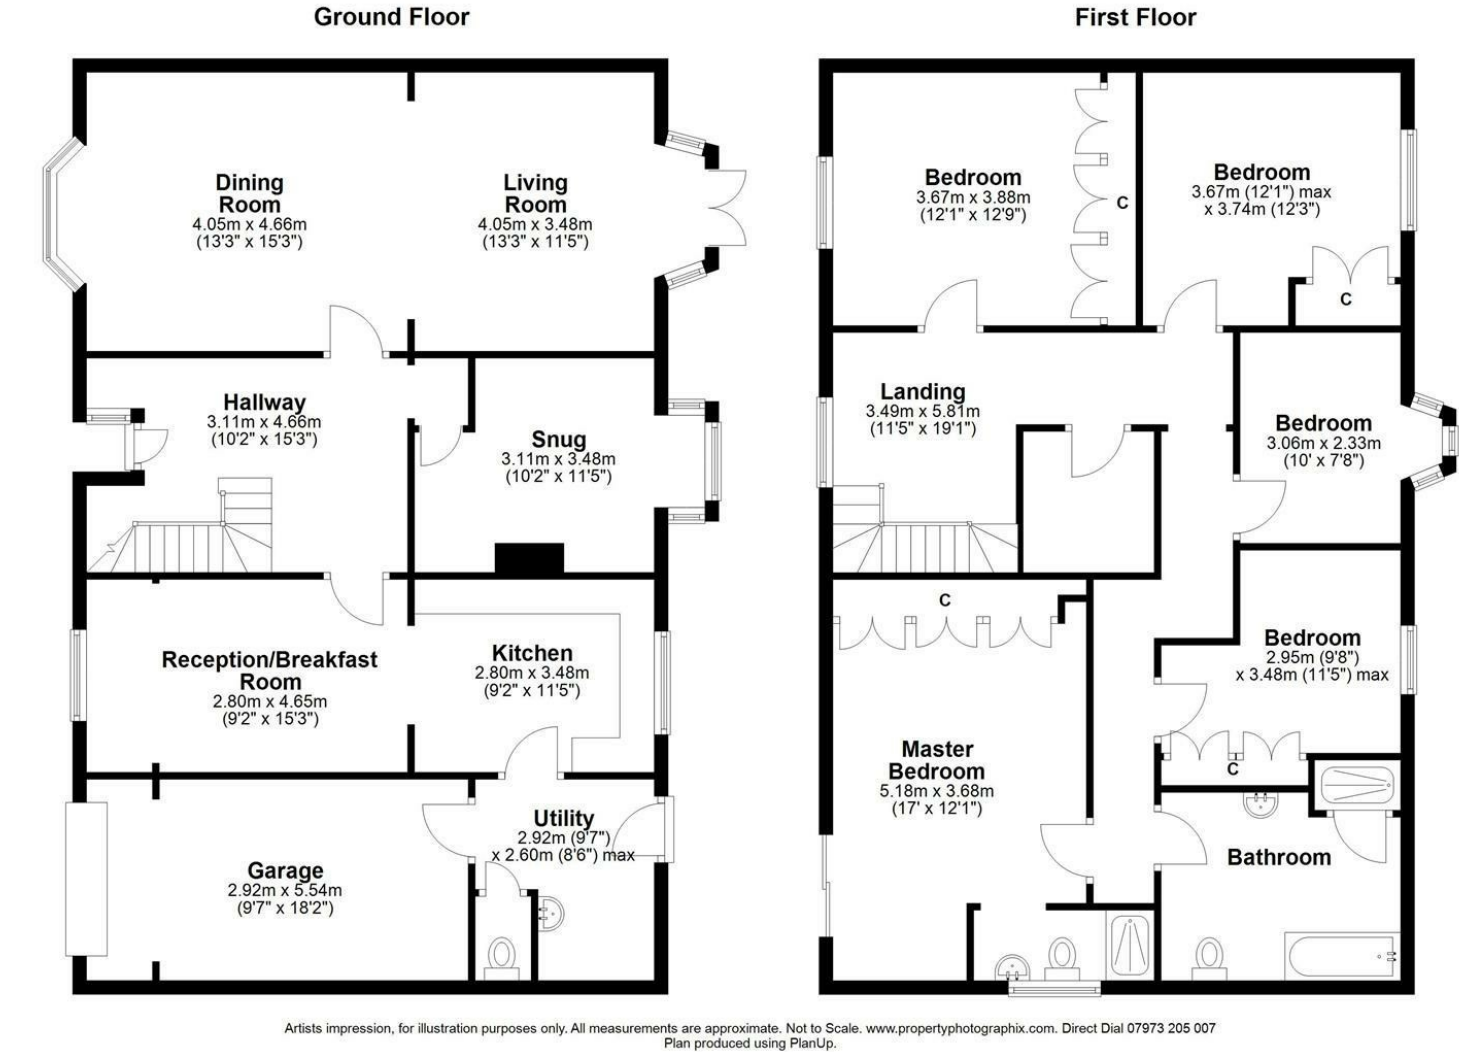 Ground Floor
First Floor
Dining
Room
4.05m x 4.66m
(13'3" x 15'3")
Living
Room
4.05m x 3.48m
(13'3" x 11'5")
Hallway
3.11m x 4.66m
(10'2" x 15'3")
Snug
3.11m x 3.48m
(10'2" x 11'5")
Reception/Breakfast
Room
2.80m x 4.65m
(9'2" x 15'3")
Kitchen
2.80m x 3.48m
(9'2" x 11'5")
Utility
2.92m (9'7")
x 2.60m (8'6") max
Garage
2.92m x 5.54m
(9'7" x 18'2")
Bedroom
3.67m x 3.88m
(12'1" x 12'9")
C
Bedroom
3.67m (12'1") max
x 3.74m (12'3")
C
Landing
3.49m x 5.81m
(11'5" x 19'1")
Bedroom
3.06m x 2.33m
(10' x 7'8")
C
Bedroom
2.95m (9'8")
x 3.48m (11'5") max
C
Master
Bedroom
5.18m x 3.68m
(17' x 12'1")
Bathroom
Artists impression, for illustration purposes only. All measurements are approximate. Not to Scale. www.propertyphotographix.com. Direct Dial 07973 205 007
Plan produced using PlanUp.